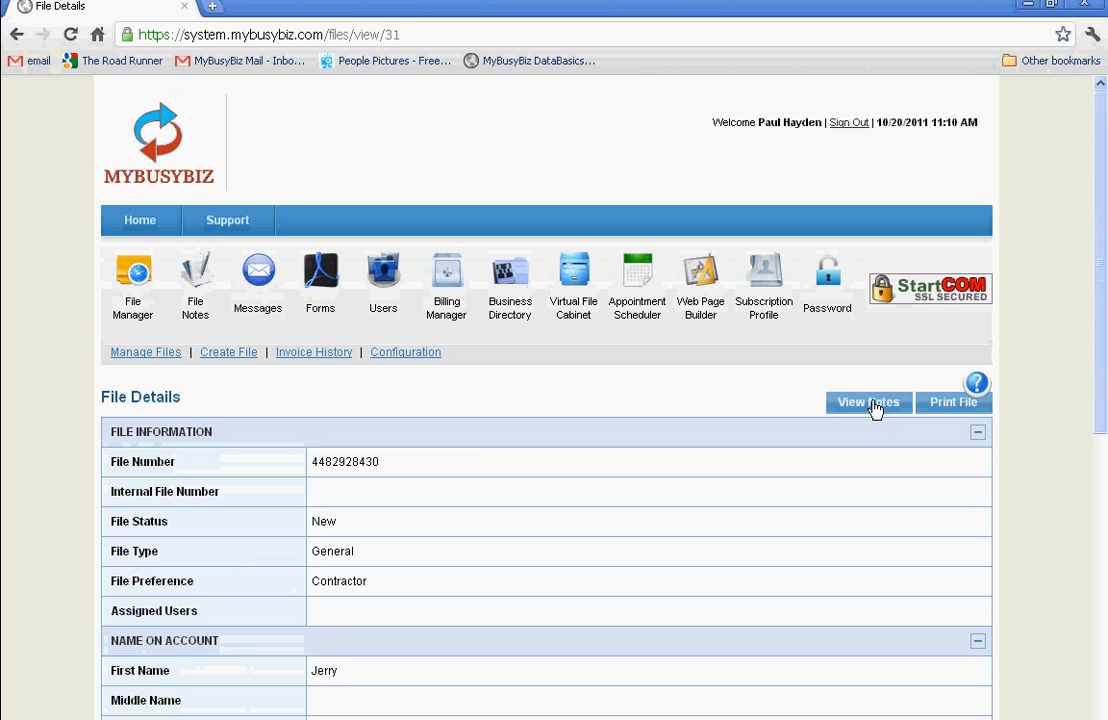 File Details
https://system.mybusybiz.com/files/view/31
email The Road Runner MyBusyBiz Mail - Inbo... People Pictures - Free... MyBusyBiz DataBasics... Other bookmarks
MYBUSYBIZ
Welcome Paul Hayden | Sign Out | 10/20/2011 11:10 AM
Home Support
File Manager
File Notes
Messages
Forms
Users
Billing Manager
Business Directory
Virtual File Cabinet
Appointment Scheduler
Web Page Builder
Subscription Profile
Password
StartCOM
SSL SECURED
Manage Files | Create File | Invoice History | Configuration
File Details
?
View Notes Print File
FILE INFORMATION
File Number 4482928430
Internal File Number
File Status New
File Type General
File Preference Contractor
Assigned Users
NAME ON ACCOUNT
First Name Jerry
Middle Name